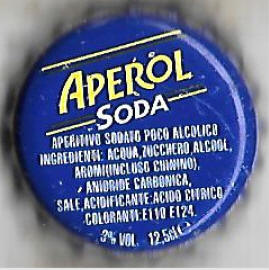 APEROL
SODA
APERITIVO SODATO POCO ALCOLICO
INGREDIENTI: ACQUA, ZUCCHERO, ALCOOL,
AROMI (INCLUSO CHININO),
ANIDRIDE CARBONICA,
SALE, ACIDIFICANTE: ACIDO CITRICO
COLORANTE: E110 E124.
3% VOL. 12,5cl e